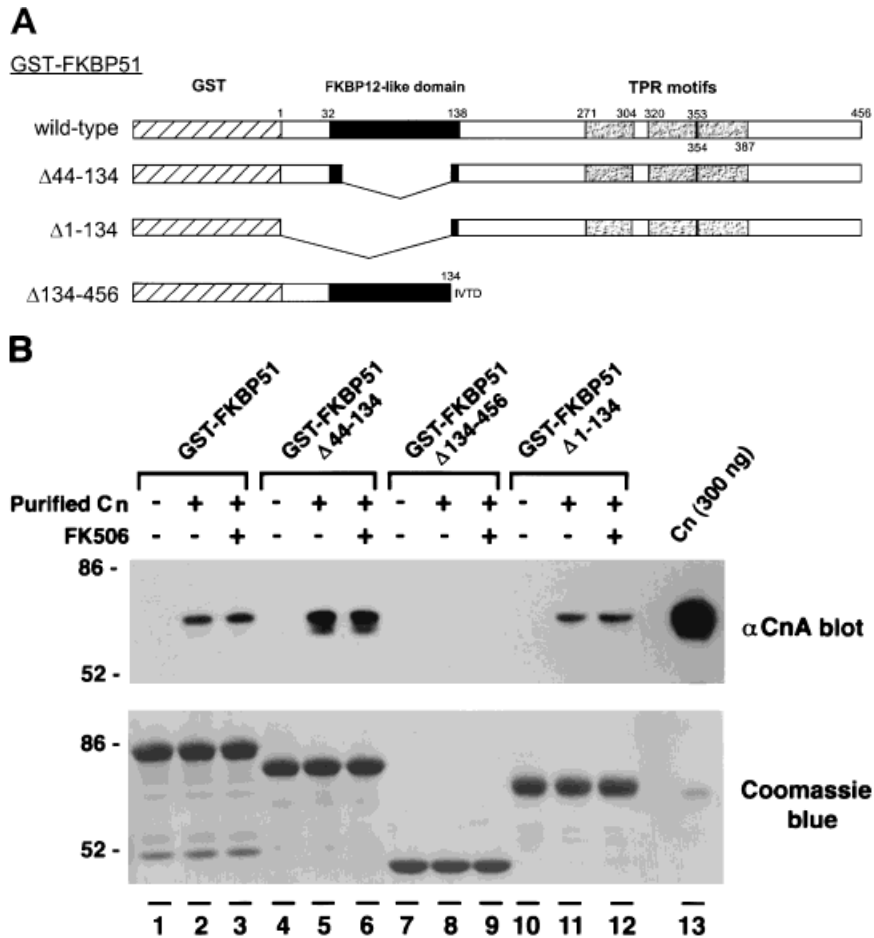 A
GST-FKBP51
GST FKBP12-like domain TPR motifs
1 32 138 271 304 320 353 456
wild-type
354 387
Δ44-134
Δ1-134
134
Δ134-456 IVTD
B
GST-FKBP51
GST-FKBP51
Δ44-134
GST-FKBP51
Δ134-456
GST-FKBP51
Δ1-134
Cn (300 ng)
Purified Cn - + + - + + - + + - + +
FK506 - - + - - + - - + - - +
86 -
αCnA blot
52 -
86 -
Coomassie
blue
52 -
1 2 3 4 5 6 7 8 9 10 11 12 13